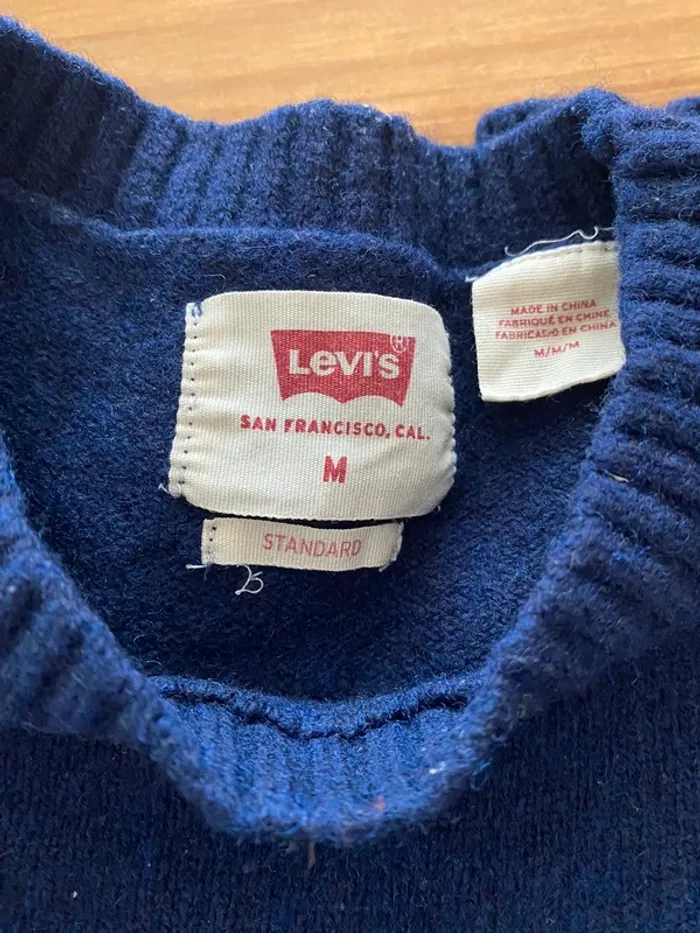 LEVI'S®
SAN FRANCISCO, CAL.
M
STANDARD
MADE IN CHINA
FABRIQUÉ EN CHINE
FABRICADO EN CHINA
M/M/M